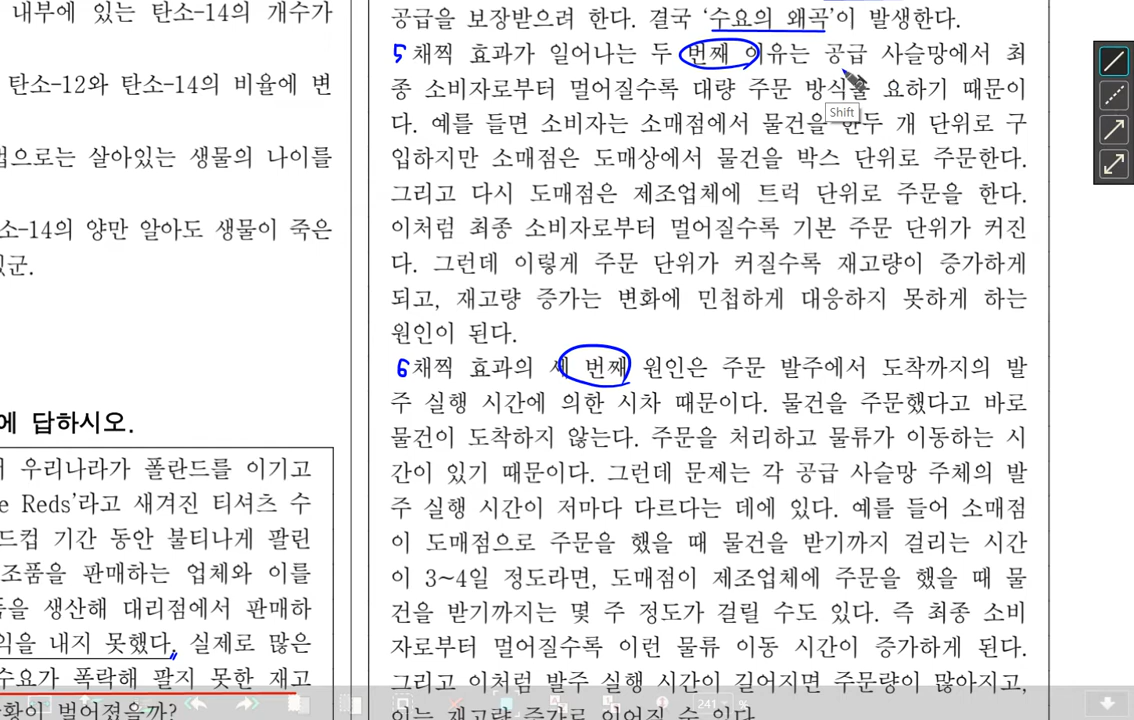 내부에 있는 탄소-14의 개수가
탄소-12와 탄소-14의 비율에 변
으로는 살아있는 생물의 나이를
소-14의 양만 알아도 생물이 죽은
군.
에 답하시오.
우리나라가 폴란드를 이기고
e Reds’라고 새겨진 티셔츠 수
드컵 기간 동안 불티나게 팔린
조품을 판매하는 업체와 이를
을 생산해 대리점에서 판매하
익을 내지 못했다. 실제로 많은
수요가 폭락해 팔지 못한 재고
황이 벌어졌을까?
공급을 보장받으려 한다. 결국 ‘수요의 왜곡’이 발생한다.
5 채찍 효과가 일어나는 두 번째 이유는 공급 사슬망에서 최
종 소비자로부터 멀어질수록 대량 주문 방식을 요하기 때문이
다. 예를 들면 소비자는 소매점에서 물건을 한두 개 단위로 구
입하지만 소매점은 도매상에서 물건을 박스 단위로 주문한다.
그리고 다시 도매점은 제조업체에 트럭 단위로 주문을 한다.
이처럼 최종 소비자로부터 멀어질수록 기본 주문 단위가 커진
다. 그런데 이렇게 주문 단위가 커질수록 재고량이 증가하게
되고, 재고량 증가는 변화에 민첩하게 대응하지 못하게 하는
원인이 된다.
6 채찍 효과의 세 번째 원인은 주문 발주에서 도착까지의 발
주 실행 시간에 의한 시차 때문이다. 물건을 주문했다고 바로
물건이 도착하지 않는다. 주문을 처리하고 물류가 이동하는 시
간이 있기 때문이다. 그런데 문제는 각 공급 사슬망 주체의 발
주 실행 시간이 저마다 다르다는 데에 있다. 예를 들어 소매점
이 도매점으로 주문을 했을 때 물건을 받기까지 걸리는 시간
이 3~4일 정도라면, 도매점이 제조업체에 주문을 했을 때 물
건을 받기까지는 몇 주 정도가 걸릴 수도 있다. 즉 최종 소비
자로부터 멀어질수록 이런 물류 이동 시간이 증가하게 된다.
그리고 이처럼 발주 실행 시간이 길어지면 주문량이 많아지고,
이는 재고량 증가로 이어질 수 있다.
Shift
241 %